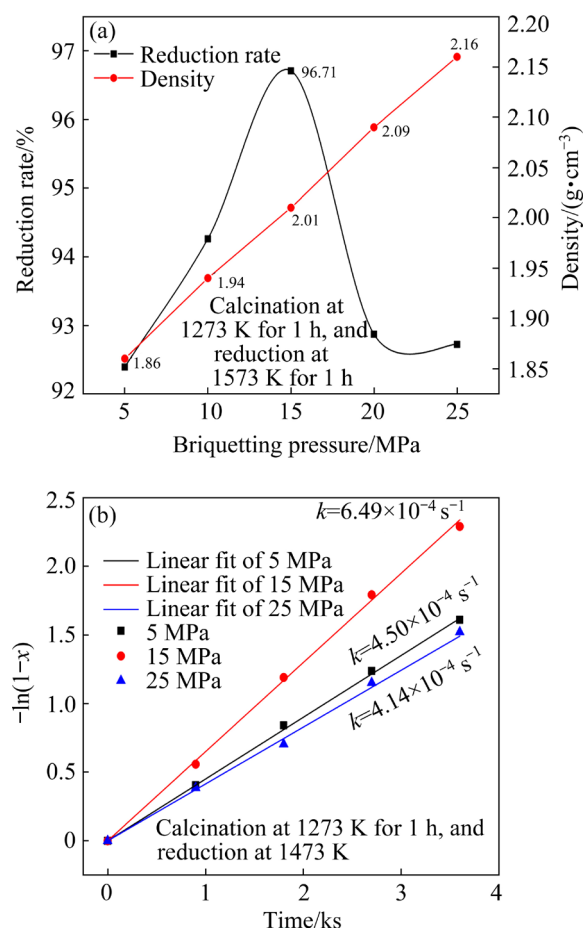 (a)
Reduction rate
Density
97
96
95
94
93
92
Reduction rate/%
2.20
2.15
2.10
2.05
2.00
1.95
1.90
1.85
Density/(g•cm−3)
96.71
2.16
2.09
2.01
1.94
1.86
Calcination at
1273 K for 1 h, and
reduction at
1573 K for 1 h
5 10 15 20 25
Briquetting pressure/MPa
(b)
2.5
2.0
1.5
1.0
0.5
0
−ln(1−x)
k=6.49×10−4 s−1
Linear fit of 5 MPa
Linear fit of 15 MPa
Linear fit of 25 MPa
5 MPa
15 MPa
25 MPa
k=4.50×10−4 s−1
k=4.14×10−4 s−1
Calcination at 1273 K for 1 h, and
reduction at 1473 K
0 1 2 3 4
Time/ks